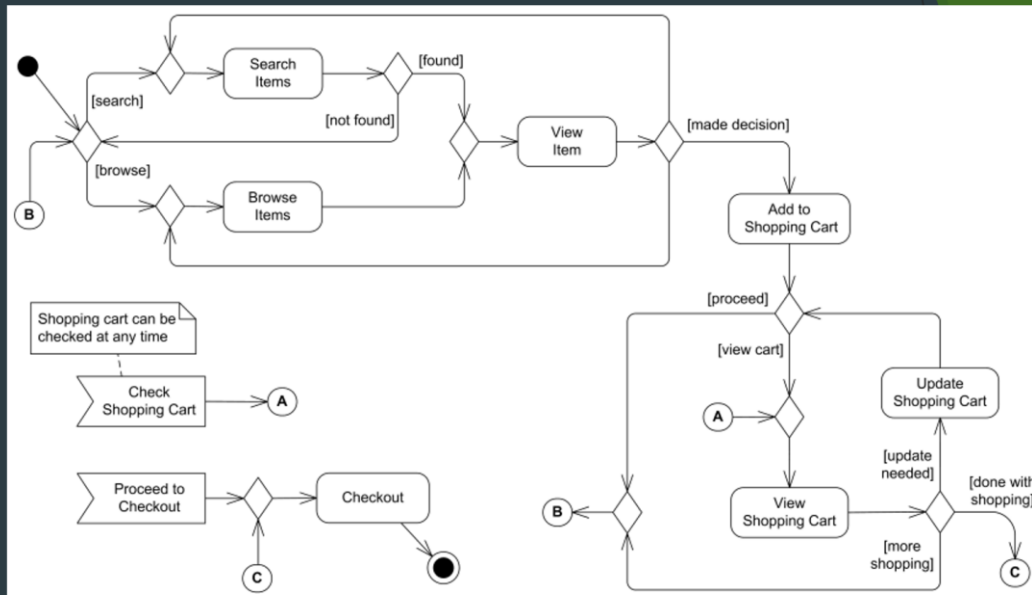 Search
Items
[found]
[search]
[not found]
[made decision]
View
Item
[browse]
Browse
Items
B
Add to
Shopping Cart
[proceed]
Shopping cart can be
checked at any time
[view cart]
Check
Shopping Cart
A
A
Update
Shopping Cart
[update
needed]
[done with
shopping]
Proceed to
Checkout
Checkout
B
View
Shopping Cart
[more
shopping]
C
C